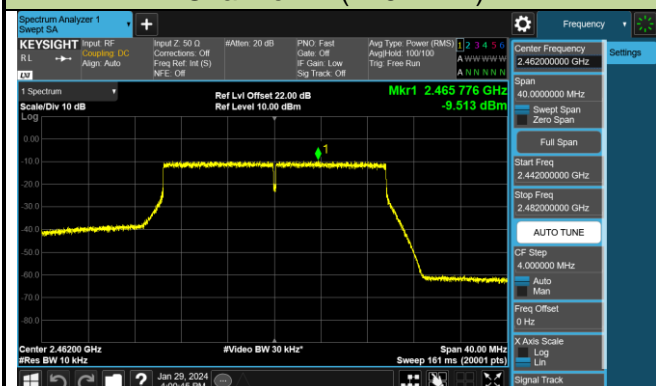 Spectrum Analyzer 1
Swept SA
Frequency
KEYSIGHT
RL
LXI
Input: RF
Coupling: DC
Align: Auto
Input Z: 50 Ω
Corrections: Off
Freq Ref: Int (S)
NFE: Off
#Atten: 20 dB
PNO: Fast
Gate: Off
IF Gain: Low
Sig Track: Off
Avg Type: Power (RMS)
Avg|Hold: 100/100
Trig: Free Run
1 2 3 4 5 6
A W W W W W
A N N N N N
1 Spectrum
Scale/Div 10 dB
Log
Ref Lvl Offset 22.00 dB
Ref Level 10.00 dBm
Mkr1 2.465 776 GHz
-9.513 dBm
1
0.00
-10.0
-20.0
-30.0
-40.0
-50.0
-60.0
-70.0
-80.0
Center 2.46200 GHz
#Res BW 10 kHz
#Video BW 30 kHz*
Span 40.00 MHz
Sweep 161 ms (20001 pts)
Jan 29, 2024
Center Frequency
2.462000000 GHz
Settings
Span
40.0000000 MHz
Swept Span
Zero Span
Full Span
Start Freq
2.442000000 GHz
Stop Freq
2.482000000 GHz
AUTO TUNE
CF Step
4.000000 MHz
Auto
Man
Freq Offset
0 Hz
X Axis Scale
Log
Lin
Signal Track